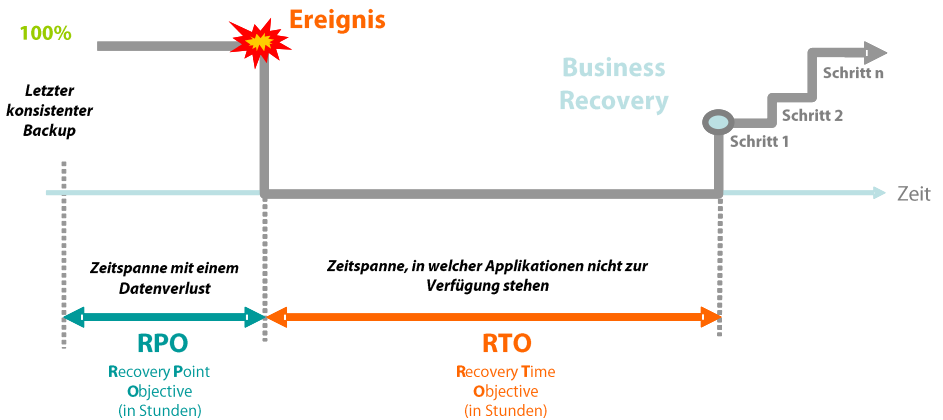 Ereignis
100%
Letzter
konsistenter
Backup
Business
Recovery
Schritt n
Schritt 2
Schritt 1
Zeit
Zeitspanne mit einem
Datenverlust
Zeitspanne, in welcher Applikationen nicht zur
Verfügung stehen
RPO
Recovery Point
Objective
(in Stunden)
RTO
Recovery Time
Objective
(in Stunden)